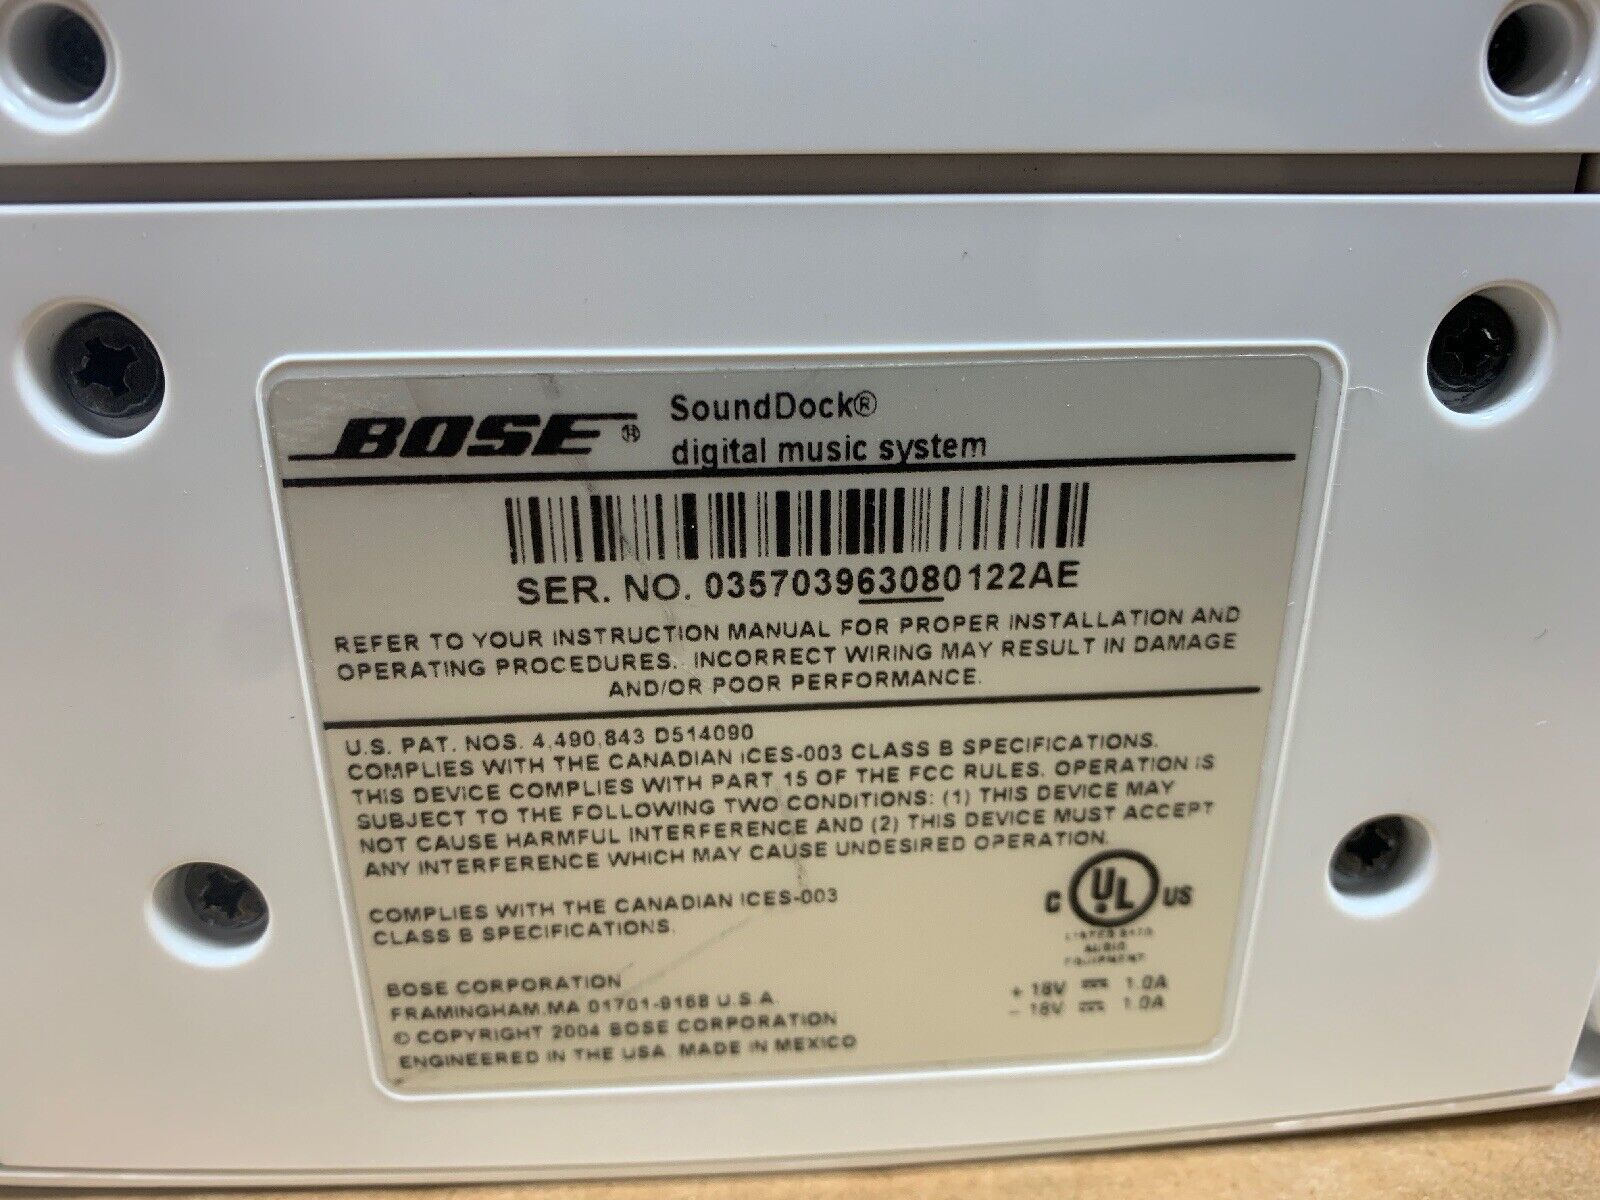 BOSE® SoundDock®
digital music system
SER. NO. 035703963080122AE
REFER TO YOUR INSTRUCTION MANUAL FOR PROPER INSTALLATION AND
OPERATING PROCEDURES. INCORRECT WIRING MAY RESULT IN DAMAGE
AND/OR POOR PERFORMANCE.
U.S. PAT. NOS. 4,490,843 D514090
COMPLIES WITH THE CANADIAN ICES-003 CLASS B SPECIFICATIONS.
THIS DEVICE COMPLIES WITH PART 15 OF THE FCC RULES. OPERATION IS
SUBJECT TO THE FOLLOWING TWO CONDITIONS: (1) THIS DEVICE MAY
NOT CAUSE HARMFUL INTERFERENCE AND (2) THIS DEVICE MUST ACCEPT
ANY INTERFERENCE WHICH MAY CAUSE UNDESIRED OPERATION.
COMPLIES WITH THE CANADIAN ICES-003
CLASS B SPECIFICATIONS.
C UL US
AUDIO
EQUIPMENT
BOSE CORPORATION
FRAMINGHAM, MA 01701-9168 U.S.A.
© COPYRIGHT 2004 BOSE CORPORATION
ENGINEERED IN THE USA. MADE IN MEXICO
+ 18V ⎓ 1.0A
- 18V ⎓ 1.0A